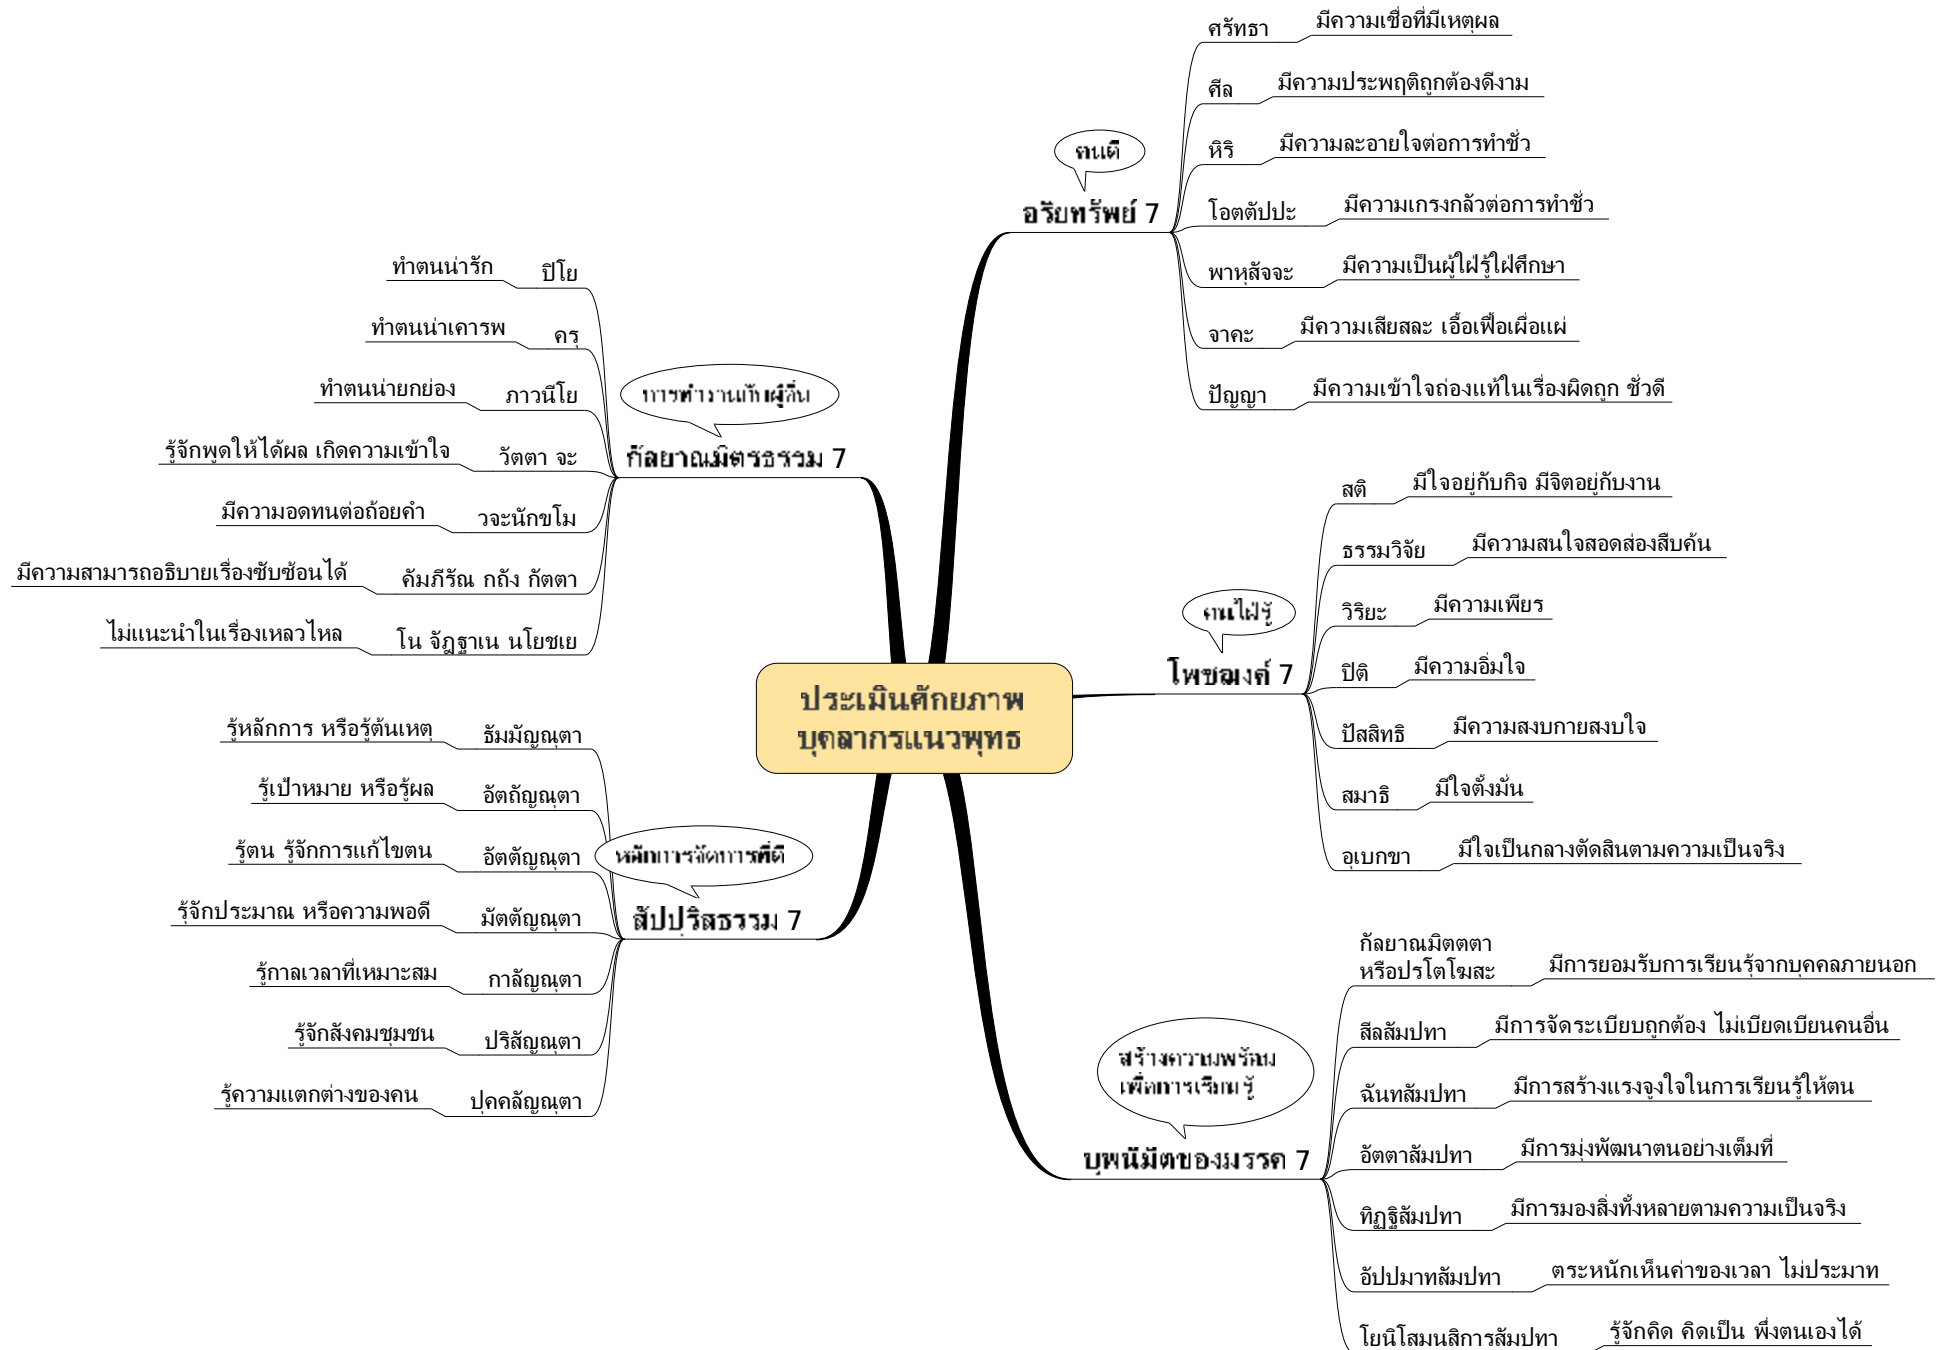 ประเมินศักยภาพ
บุคลากรแนวพุทธ
คนดี
อริยทรัพย์ 7
ศรัทธา
มีความเชื่อที่มีเหตุผล
ศีล
มีความประพฤติถูกต้องดีงาม
หิริ
มีความละอายใจต่อการทำชั่ว
โอตตัปปะ
มีความเกรงกลัวต่อการทำชั่ว
พาหุสัจจะ
มีความเป็นผู้ใฝ่รู้ใฝ่ศึกษา
จาคะ
มีความเสียสละ เอื้อเฟื้อเผื่อแผ่
ปัญญา
มีความเข้าใจถ่องแท้ในเรื่องผิดถูก ชั่วดี
คนใฝ่รู้
โพชฌงค์ 7
สติ
มีใจอยู่กับกิจ มีจิตอยู่กับงาน
ธรรมวิจัย
มีความสนใจสอดส่องสืบค้น
วิริยะ
มีความเพียร
ปิติ
มีความอิ่มใจ
ปัสสิทธิ
มีความสงบกายสงบใจ
สมาธิ
มีใจตั้งมั่น
อุเบกขา
มีใจเป็นกลางตัดสินตามความเป็นจริง
สร้างความพร้อม
เพื่อการเรียนรู้
บุพนิมิตของมรรค 7
กัลยาณมิตตตา
หรือปรโตโฆสะ
มีการยอมรับการเรียนรู้จากบุคคลภายนอก
สีลสัมปทา
มีการจัดระเบียบถูกต้อง ไม่เบียดเบียนคนอื่น
ฉันทสัมปทา
มีการสร้างแรงจูงใจในการเรียนรู้ให้ตน
อัตตาสัมปทา
มีการมุ่งพัฒนาตนอย่างเต็มที่
ทิฏฐิสัมปทา
มีการมองสิ่งทั้งหลายตามความเป็นจริง
อัปปมาทสัมปทา
ตระหนักเห็นค่าของเวลา ไม่ประมาท
โยนิโสมนสิการสัมปทา
รู้จักคิด คิดเป็น พึ่งตนเองได้
การทำงานกับผู้อื่น
กัลยาณมิตรธรรม 7
ปิโย
ทำตนน่ารัก
ครุ
ทำตนน่าเคารพ
ภาวนีโย
ทำตนน่ายกย่อง
วัตตา จะ
รู้จักพูดให้ได้ผล เกิดความเข้าใจ
วจะนักขโม
มีความอดทนต่อถ้อยคำ
คัมภีรัณ กถัง กัตตา
มีความสามารถอธิบายเรื่องซับซ้อนได้
โน จัฎฐาเน นโยชเย
ไม่แนะนำในเรื่องเหลวไหล
หลักการจัดการที่ดี
สัปปุริสธรรม 7
ธัมมัญณุตา
รู้หลักการ หรือรู้ต้นเหตุ
อัตถัญณุตา
รู้เป้าหมาย หรือรู้ผล
อัตตัญณุตา
รู้ตน รู้จักการแก้ไขตน
มัตตัญณุตา
รุ้จักประมาณ หรือความพอดี
กาลัญณุตา
รู้กาลเวลาที่เหมาะสม
ปริสัญณุตา
รู้จักสังคมชุมชน
ปุคคลัญณุตา
รู้ความแตกต่างของคน